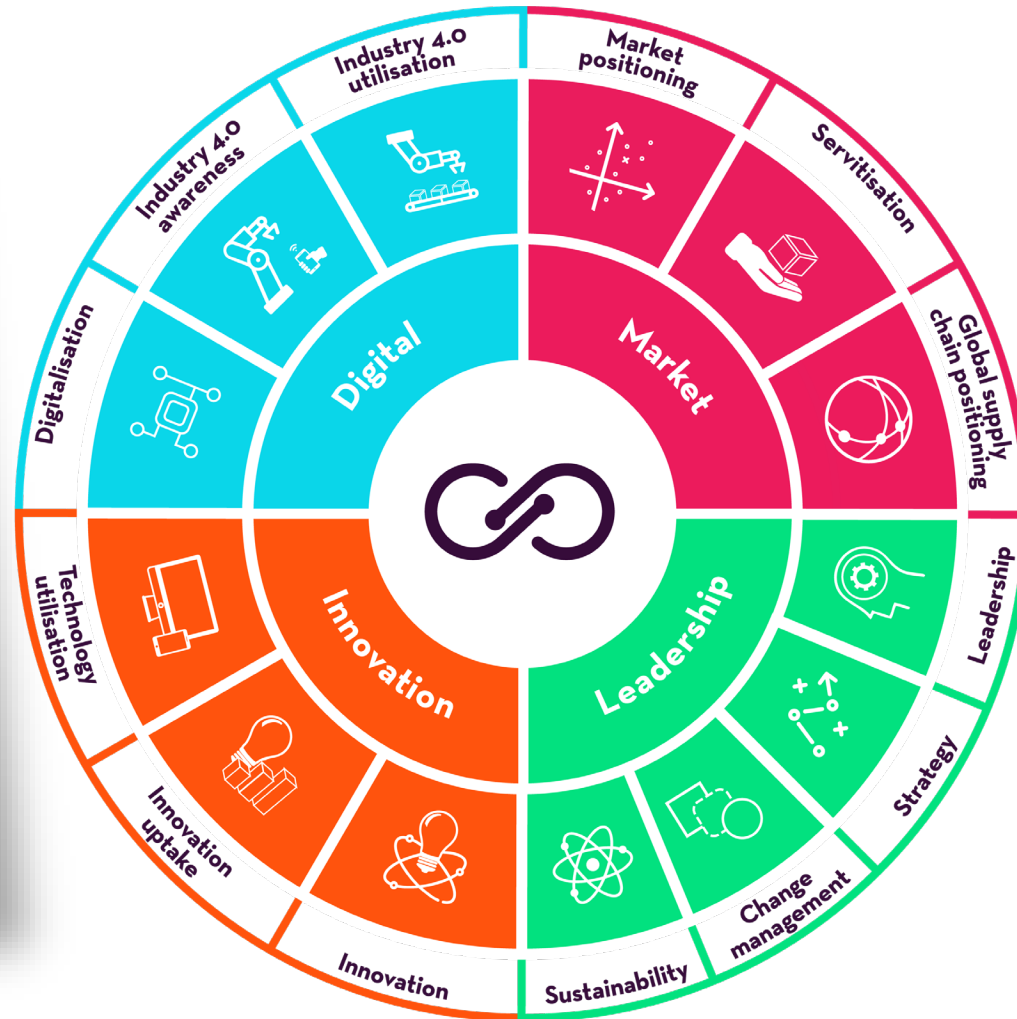 Industry 4.0
utilisation
Market
positioning
Industry 4.0
awareness
Servitisation
Digitalisation
Global supply
chain positioning
Digital
Market
Technology
utilisation
Innovation
Leadership
Leadership
Innovation
uptake
Strategy
Innovation
Sustainability
Change
management